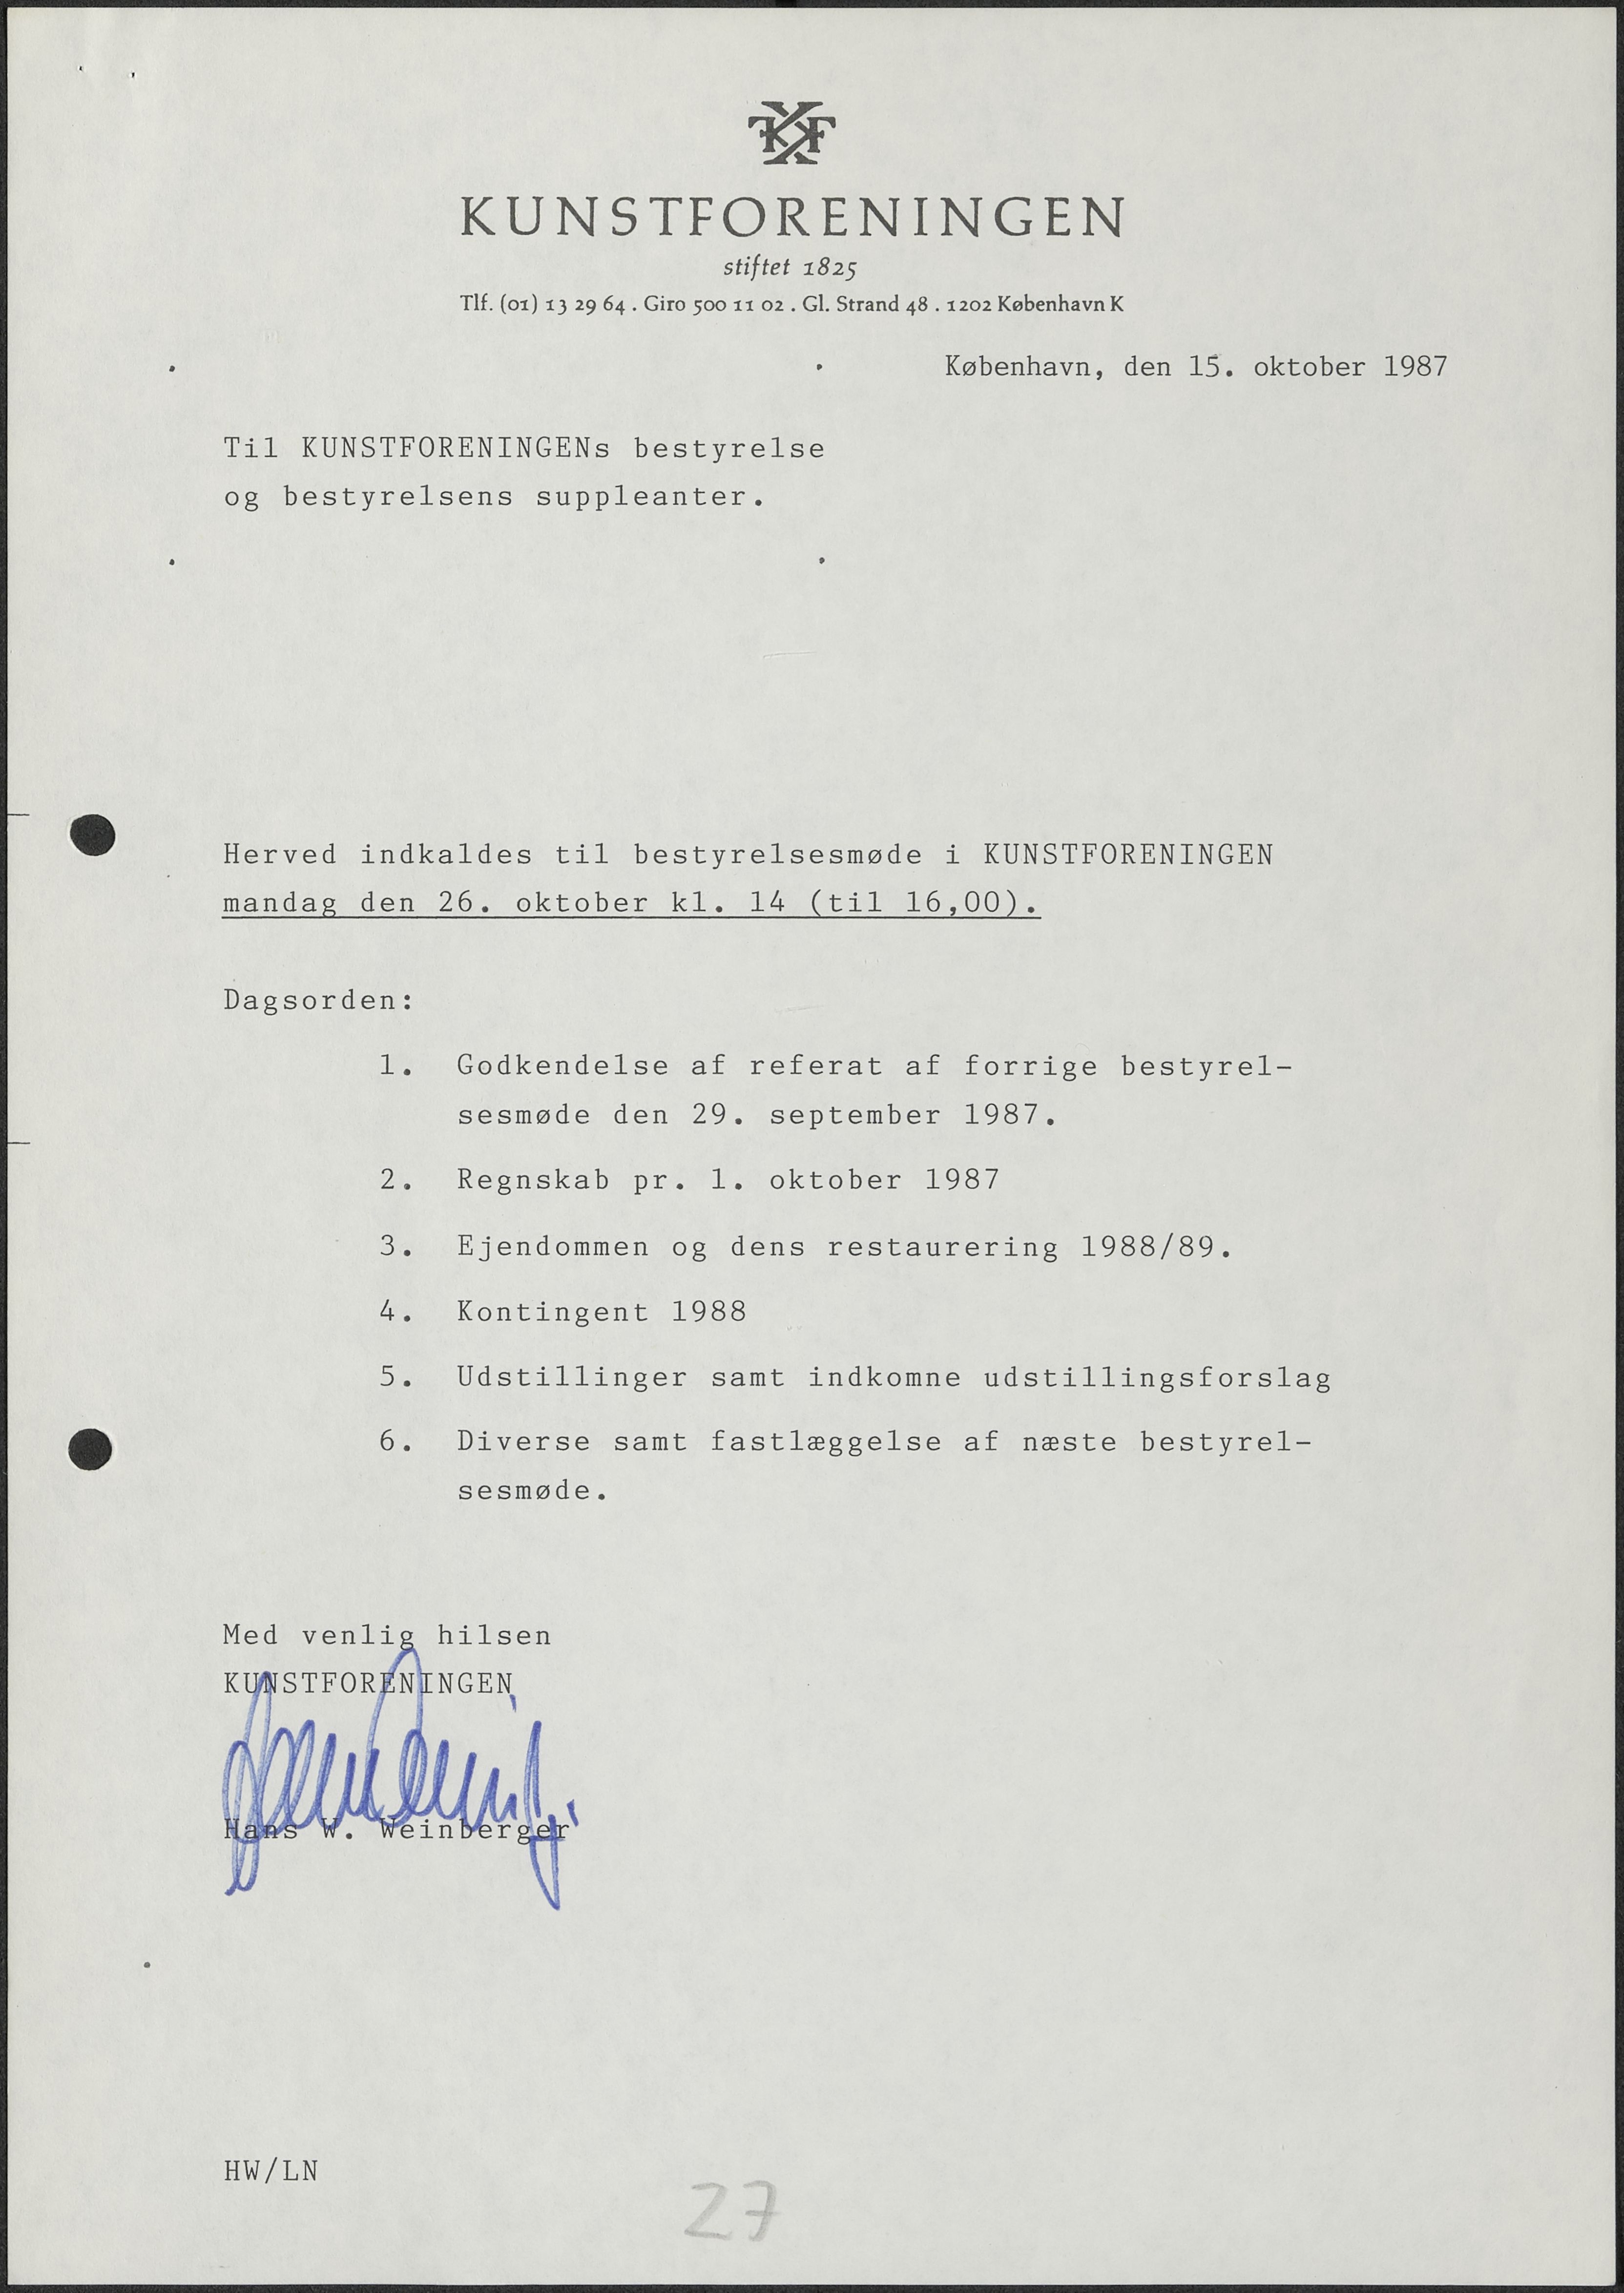 KUNSTFORENINGEN
stiftet 1825
Tlf. (01) 13 29 64 . Giro 500 11 02 . Gl. Strand 48 . 1202 København K
København, den 15. oktober 1987
Til KUNSTFORENINGENs bestyrelse
og bestyrelsens suppleanter.
Herved indkaldes til bestyrelsesmøde i KUNSTFORENINGEN
mandag den 26. oktober kl. 14 (til 16,00).
Dagsorden:
1. Godkendelse af referat af forrige bestyrel-
sesmøde den 29. september 1987.
2. Regnskab pr. 1. oktober 1987
3. Ejendommen og dens restaurering 1988/89.
4. Kontingent 1988
5. Udstillinger samt indkomne udstillingsforslag
6. Diverse samt fastlæggelse af næste bestyrel-
sesmøde.
Med venlig hilsen
KUNSTFORENINGEN
Hans W. Weinberger
HW/LN
27